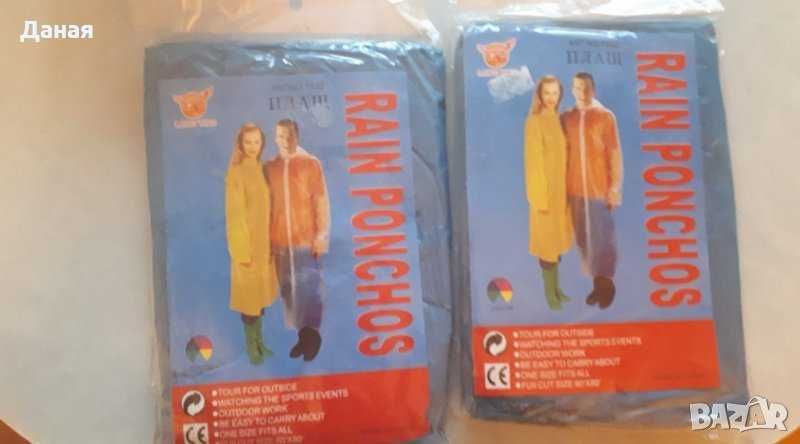 Даная
ПЛАЩ
RAIN PONCHOS
TOUR FOR OUTSIDE
WATCHING THE SPORTS EVENTS
OUTDOOR WORK
BE EASY TO CARRY ABOUT
ONE SIZE FITS ALL
CE
ПЛАЩ
RAIN PONCHOS
TOUR FOR OUTSIDE
WATCHING THE SPORTS EVENTS
OUTDOOR WORK
BE EASY TO CARRY ABOUT
ONE SIZE FITS ALL
CUT SIZE
CE
BAZAR